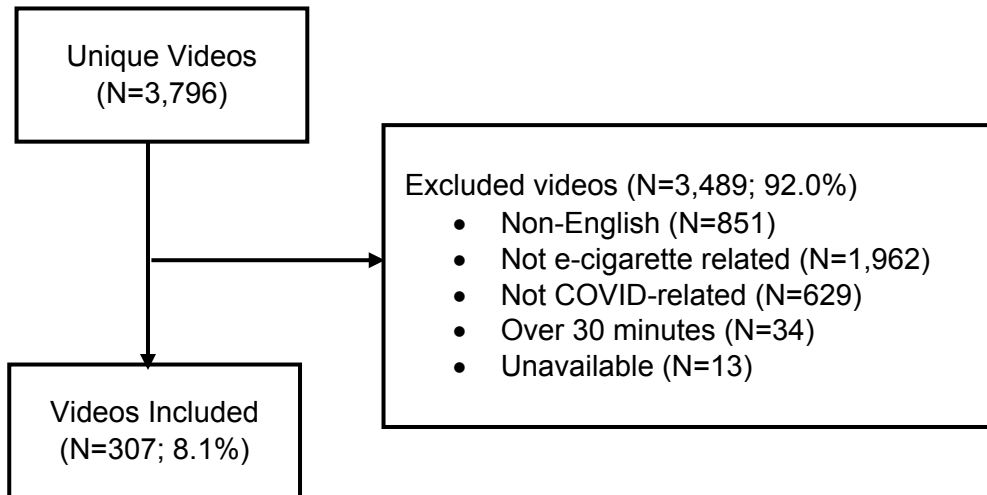 Unique Videos
(N=3,796)
Excluded videos (N=3,489; 92.0%)
• Non-English (N=851)
• Not e-cigarette related (N=1,962)
• Not COVID-related (N=629)
• Over 30 minutes (N=34)
• Unavailable (N=13)
Videos Included
(N=307; 8.1%)